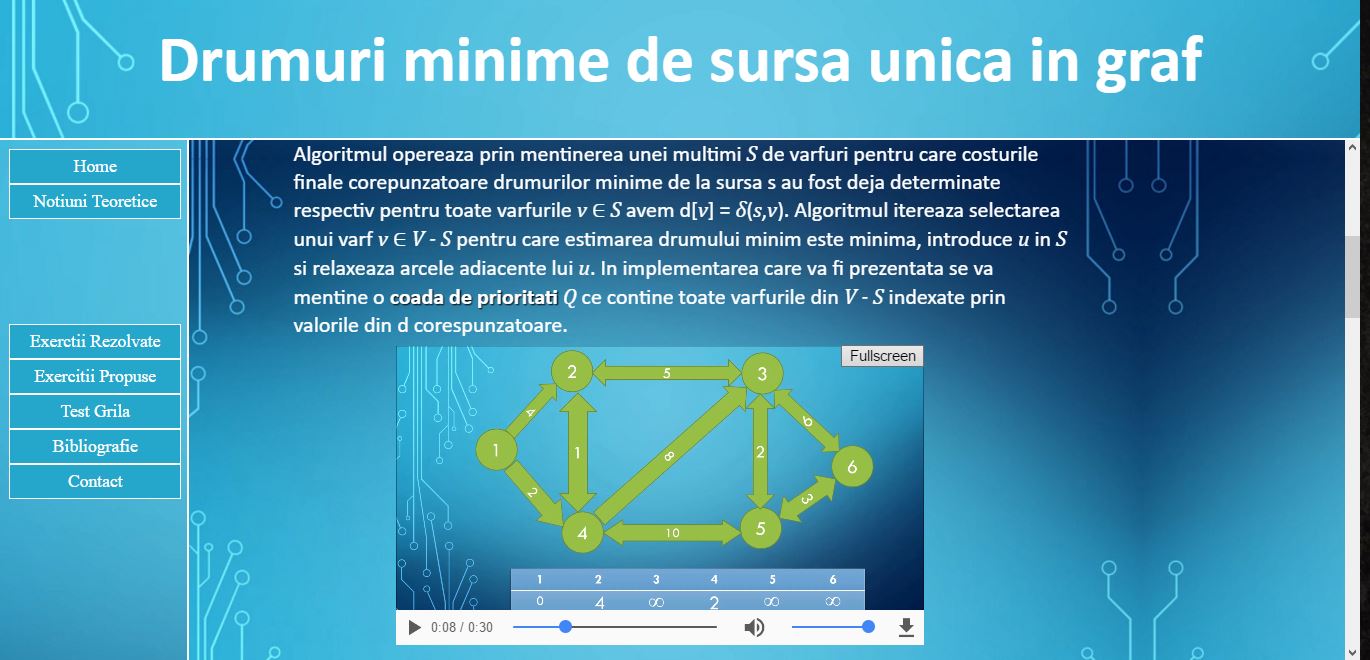 Drumuri minime de sursa unica in graf
Home
Notiuni Teoretice
Exerctii Rezolvate
Exercitii Propuse
Test Grila
Bibliografie
Contact
Algoritmul opereaza prin mentinerea unei multimi S de varfuri pentru care costurile
finale corepunzatoare drumurilor minime de la sursa s au fost deja determinate
respectiv pentru toate varfurile v ∈ S avem d[v] = δ(s,v). Algoritmul itereaza selectarea
unui varf v ∈ V - S pentru care estimarea drumului minim este minima, introduce u in S
si relaxeaza arcele adiacente lui u. In implementarea care va fi prezentata se va
mentine o coada de prioritati Q ce contine toate varfurile din V - S indexate prin
valorile din d corespunzatoare.
Fullscreen
2
5
3
4
1
1
8
2
6
6
2
3
4
10
5
1 2 3 4 5 6
0 4 ∞ 2 ∞ ∞
0:08 / 0:30